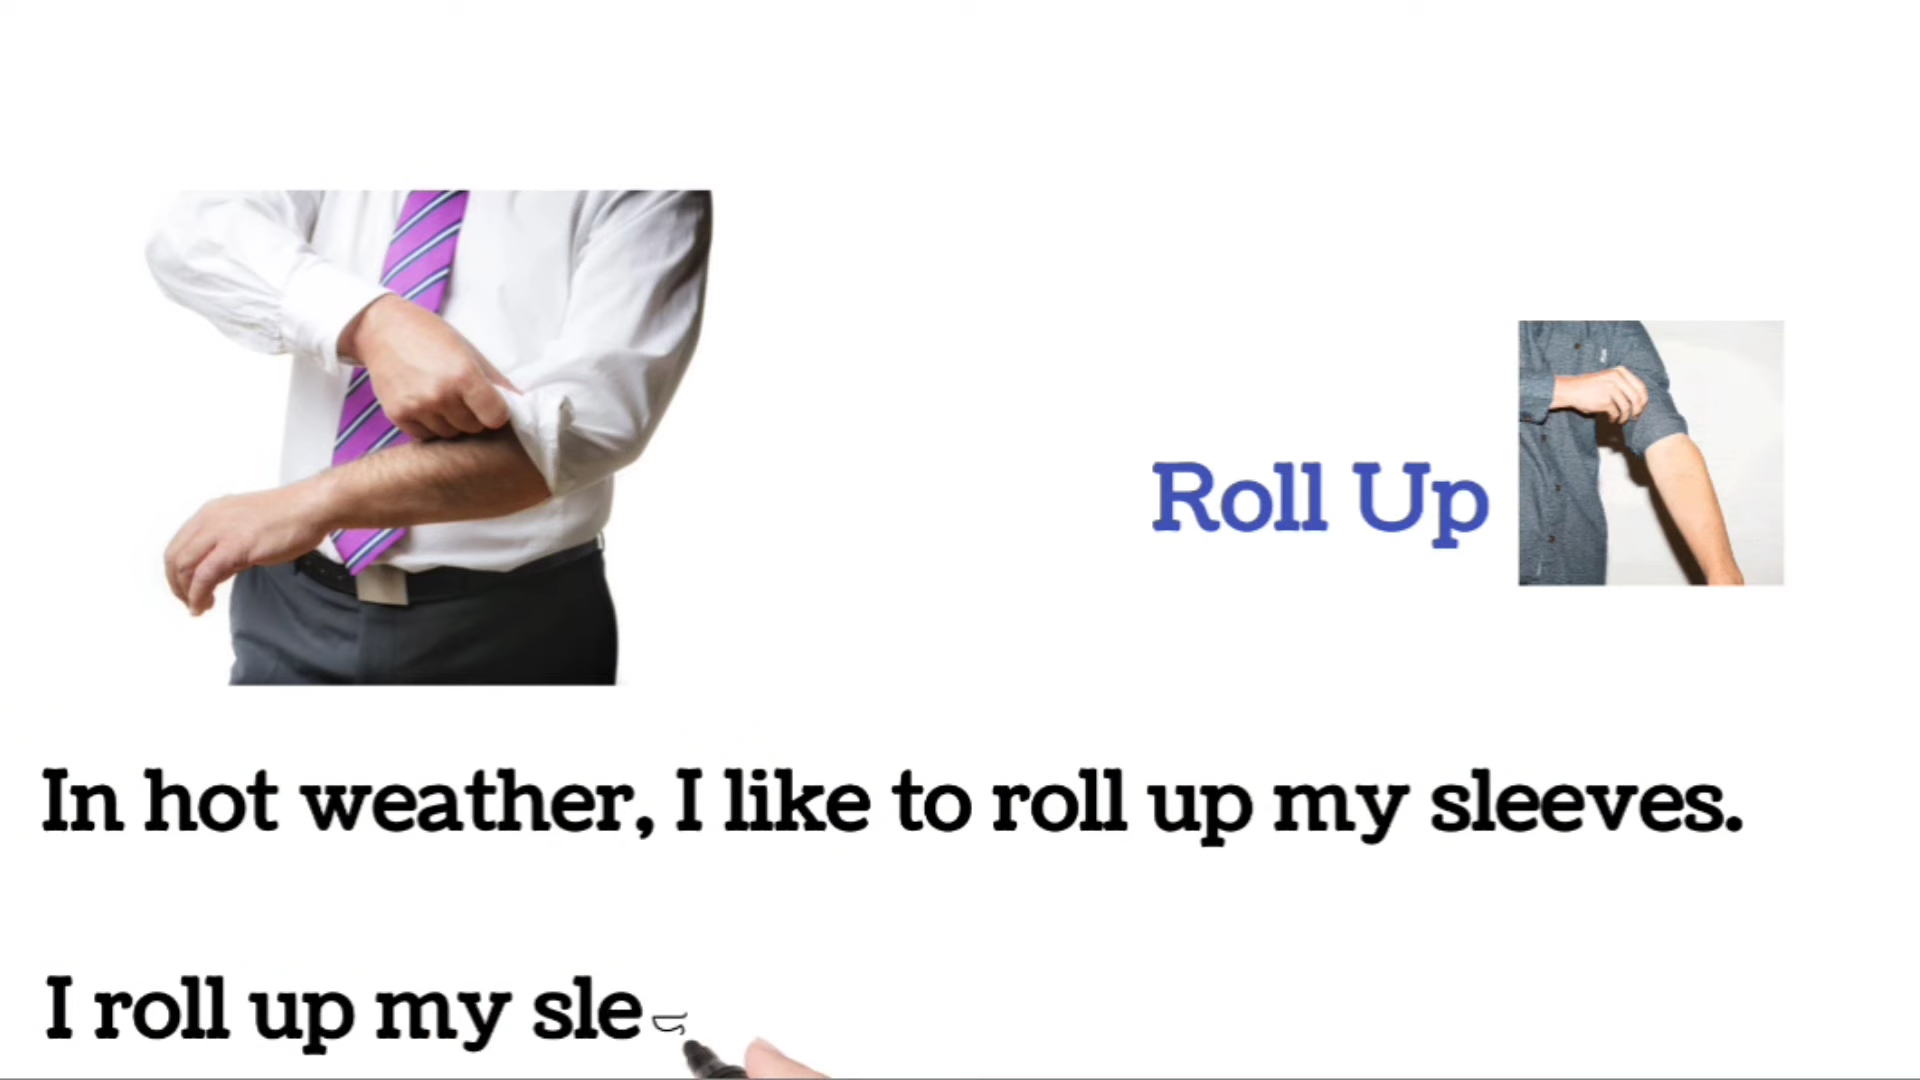 Roll Up
In hot weather, I like to roll up my sleeves.
I roll up my sle